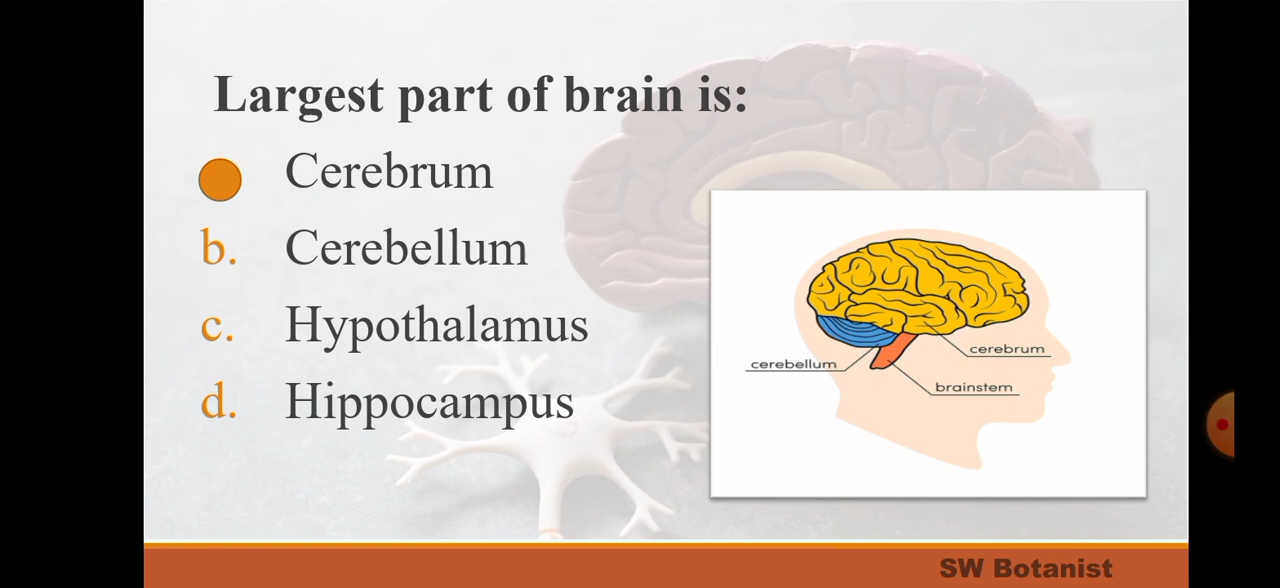 Largest part of brain is:
Cerebrum
b. Cerebellum
c. Hypothalamus
d. Hippocampus
cerebrum
cerebellum
brainstem
SW Botanist